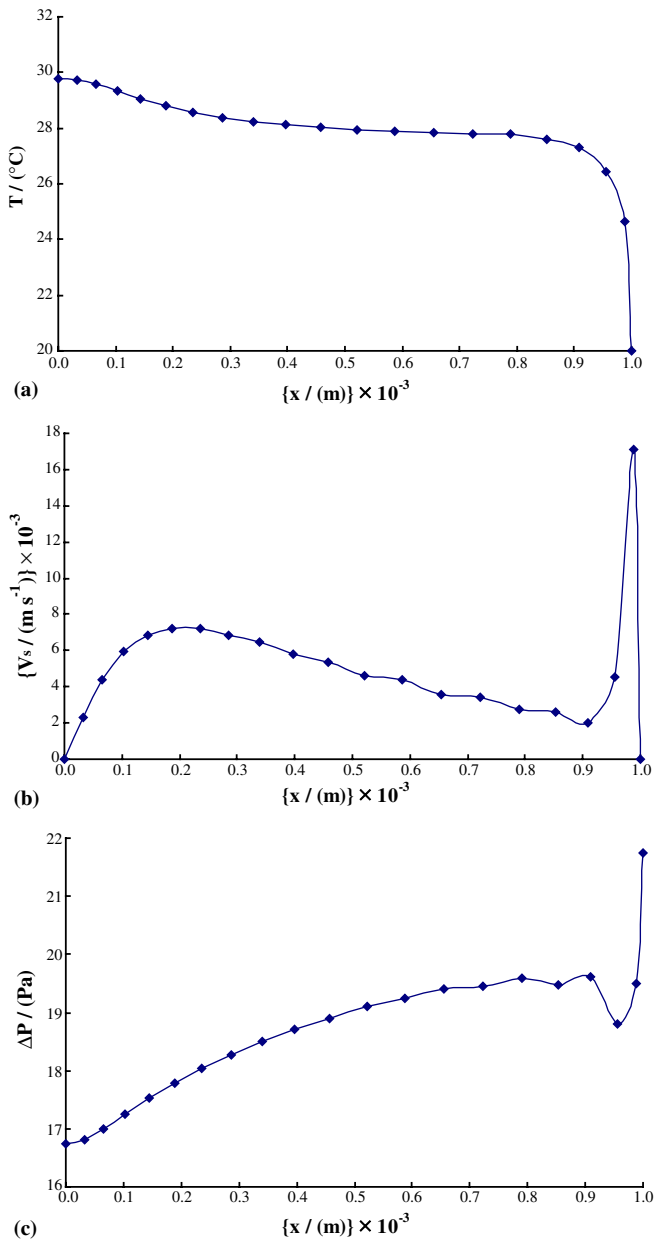 32
30
28
26
24
22
20
T / (°C)
0.0 0.1 0.2 0.3 0.4 0.5 0.6 0.7 0.8 0.9 1.0
(a) {x / (m)} × 10⁻³
18
16
14
12
10
8
6
4
2
0
{Vs / (m s⁻¹)} × 10⁻³
0.0 0.1 0.2 0.3 0.4 0.5 0.6 0.7 0.8 0.9 1.0
(b) {x / (m)} × 10⁻³
22
21
20
19
18
17
16
ΔP / (Pa)
0.0 0.1 0.2 0.3 0.4 0.5 0.6 0.7 0.8 0.9 1.0
(c) {x / (m)} × 10⁻³